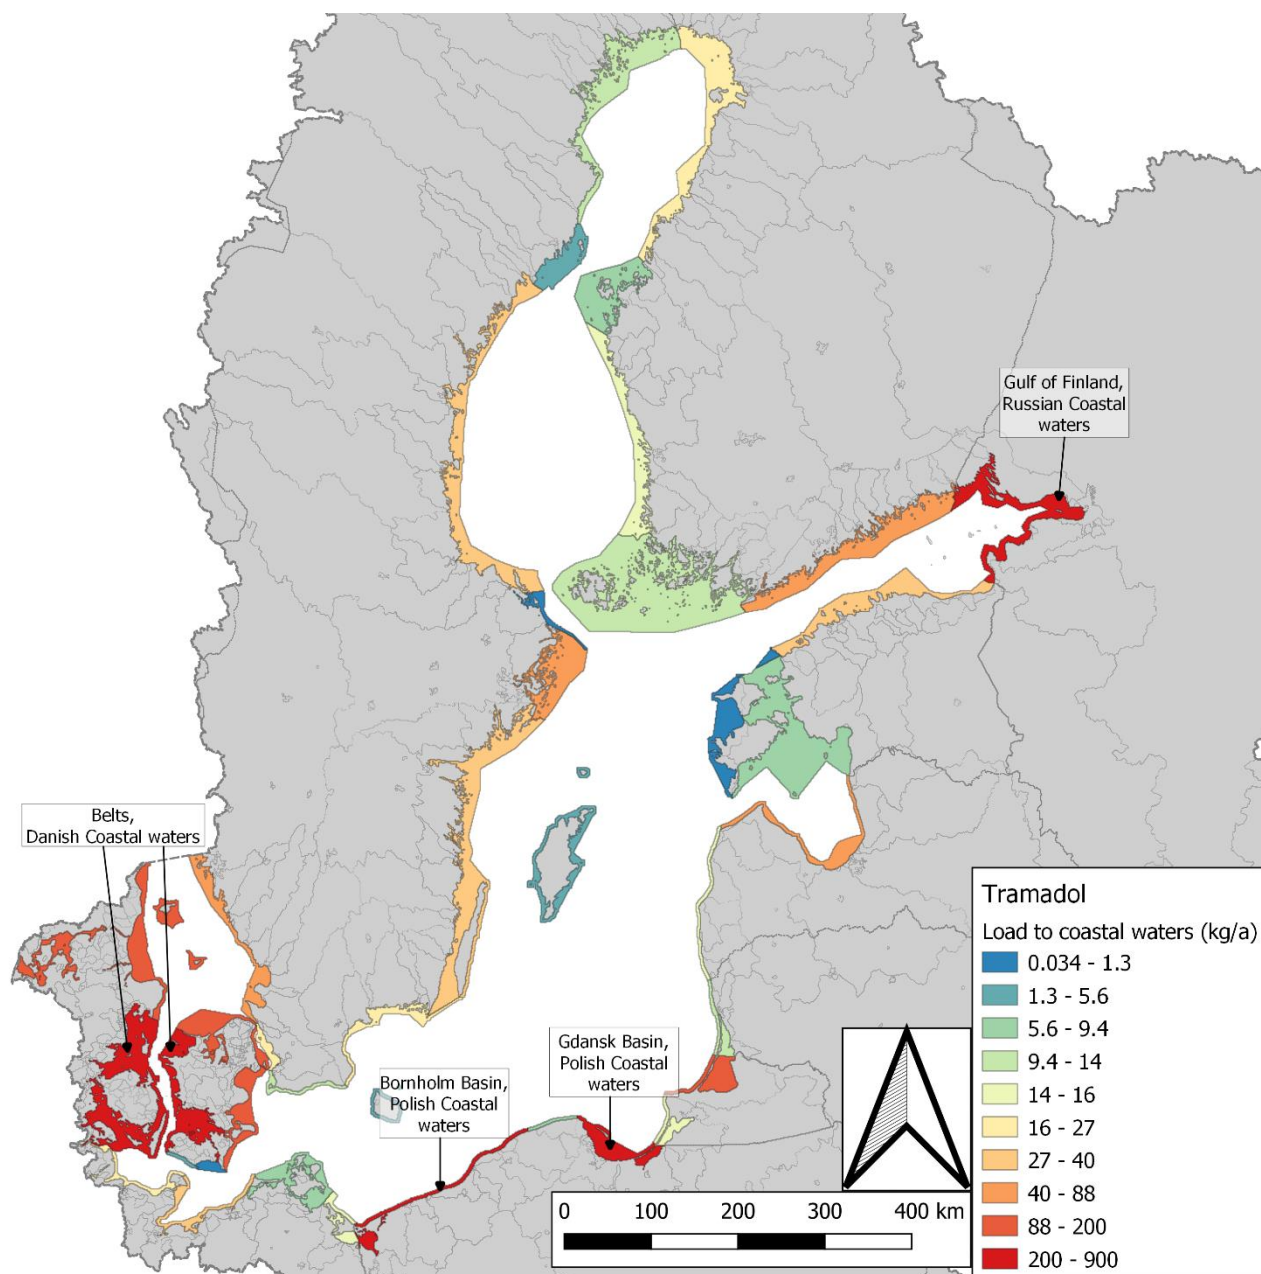 Gulf of Finland,
Russian Coastal
waters
Belts,
Danish Coastal waters
Gdansk Basin,
Polish Coastal
waters
Bornholm Basin,
Polish Coastal
waters
Tramadol
Load to coastal waters (kg/a)
0.034 - 1.3
1.3 - 5.6
5.6 - 9.4
9.4 - 14
14 - 16
16 - 27
27 - 40
40 - 88
88 - 200
200 - 900
0 100 200 300 400 km